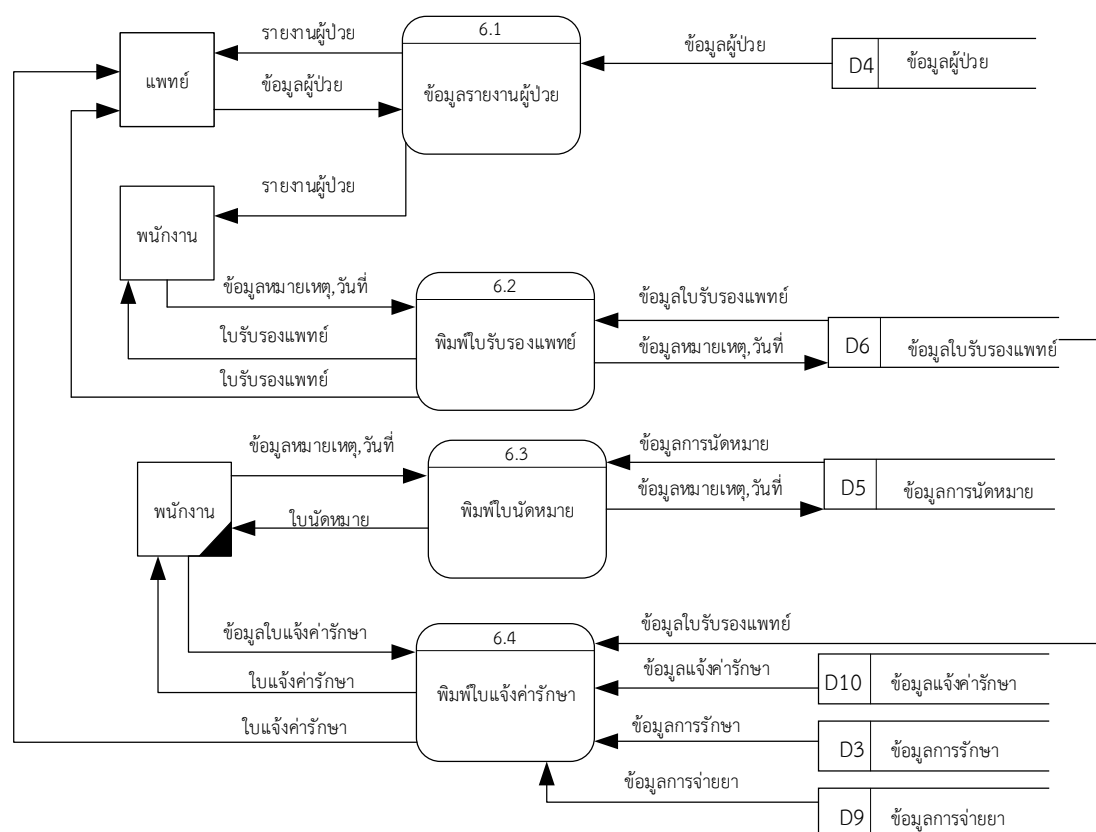 รายงานผู้ป่วย
6.1
ข้อมูลผู้ป่วย
D4
ข้อมูลผู้ป่วย
แพทย์
ข้อมูลผู้ป่วย
ข้อมูลรายงานผู้ป่วย
รายงานผู้ป่วย
พนักงาน
ข้อมูลหมายเหตุ,วันที่
6.2
ข้อมูลใบรับรองแพทย์
ใบรับรองแพทย์
พิมพ์ใบรับรองแพทย์
ข้อมูลหมายเหตุ,วันที่
D6
ข้อมูลใบรับรองแพทย์
ใบรับรองแพทย์
ข้อมูลหมายเหตุ,วันที่
6.3
ข้อมูลการนัดหมาย
พนักงาน
ใบนัดหมาย
พิมพ์ใบนัดหมาย
ข้อมูลหมายเหตุ,วันที่
D5
ข้อมูลการนัดหมาย
ข้อมูลใบแจ้งค่ารักษา
6.4
ข้อมูลใบรับรองแพทย์
ใบแจ้งค่ารักษา
พิมพ์ใบแจ้งค่ารักษา
ข้อมูลแจ้งค่ารักษา
D10
ข้อมูลแจ้งค่ารักษา
ใบแจ้งค่ารักษา
ข้อมูลการรักษา
D3
ข้อมูลการรักษา
ข้อมูลการจ่ายยา
D9
ข้อมูลการจ่ายยา